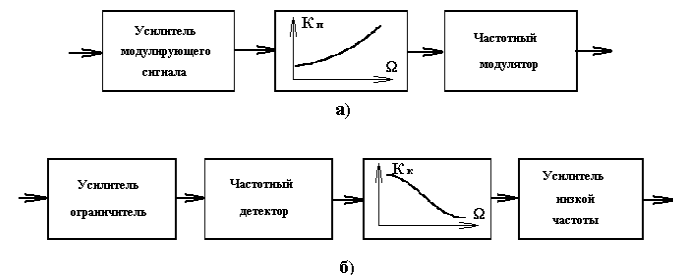 Усилитель
модулирующего
сигнала
К п
Ω
Частотный
модулятор
а)
Усилитель
ограничитель
Частотный
детектор
К к
Ω
Усилитель
низкой
частоты
б)